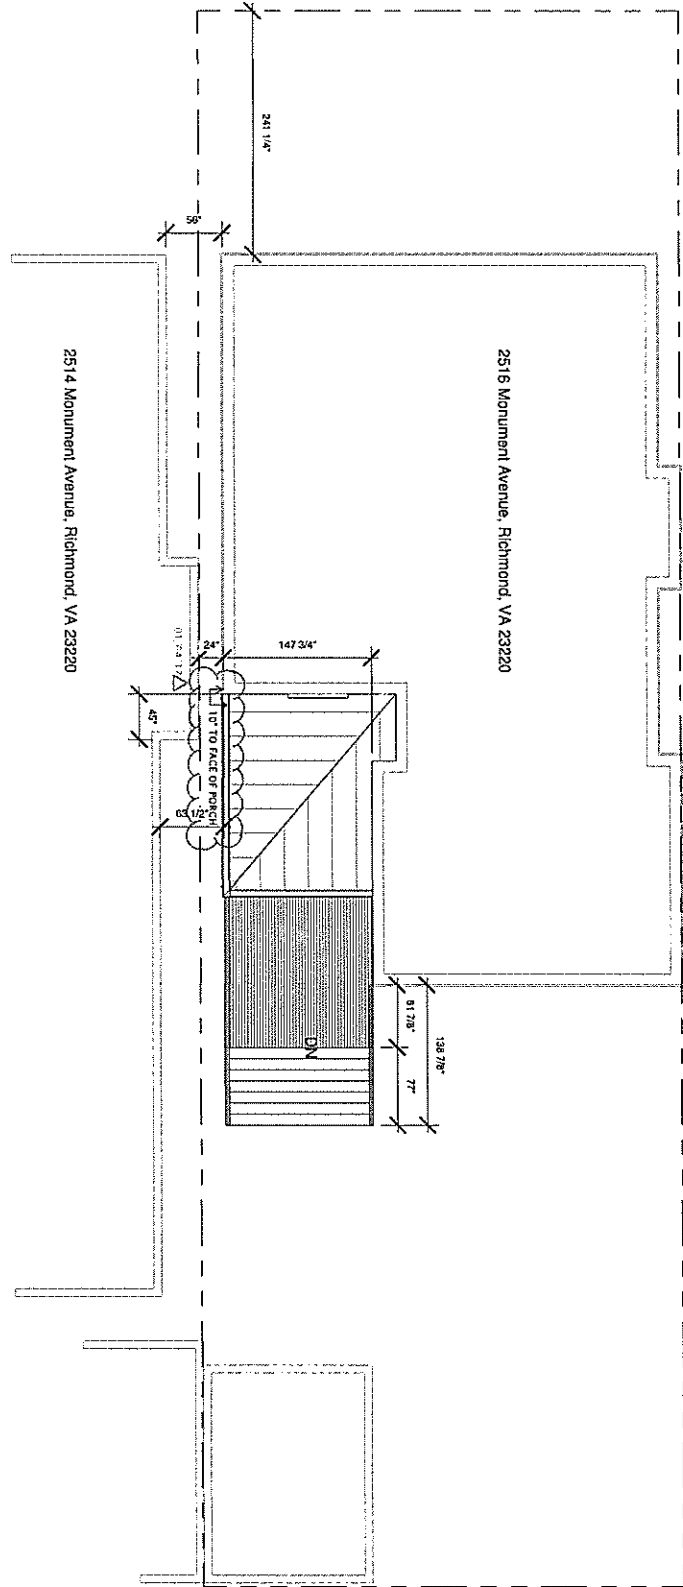 241 1/4"
56"
2516 Monument Avenue, Richmond, VA 23220
2514 Monument Avenue, Richmond, VA 23220
147 3/4"
24"
45"
10" TO FACE OF PORCH
63 1/2"
61 7/8"
138 7/8"
77"
DN